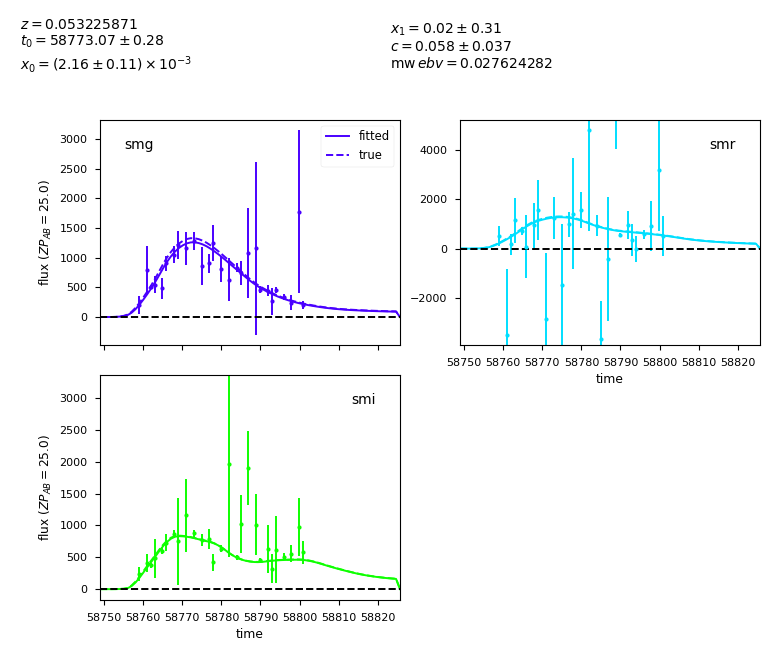 z = 0.053225871
t₀ = 58773.07 ± 0.28
x₀ = (2.16 ± 0.11) × 10⁻³
x₁ = 0.02 ± 0.31
c = 0.058 ± 0.037
mw ebv = 0.027624282
smg
fitted
true
3000
2500
2000
1500
1000
500
0
flux (ZP_AB = 25.0)
smr
4000
2000
0
−2000
58750 58760 58770 58780 58790 58800 58810 58820
time
smi
3000
2500
2000
1500
1000
500
0
flux (ZP_AB = 25.0)
58750 58760 58770 58780 58790 58800 58810 58820
time